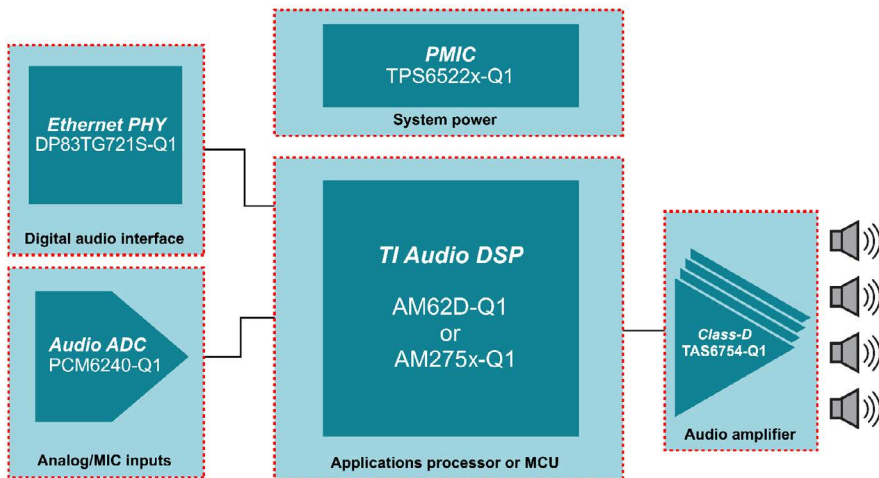 PMIC
TPS6522x-Q1
System power
Ethernet PHY
DP83TG721S-Q1
Digital audio interface
Audio ADC
PCM6240-Q1
Analog/MIC inputs
TI Audio DSP
AM62D-Q1
or
AM275x-Q1
Applications processor or MCU
Class-D
TAS6754-Q1
Audio amplifier